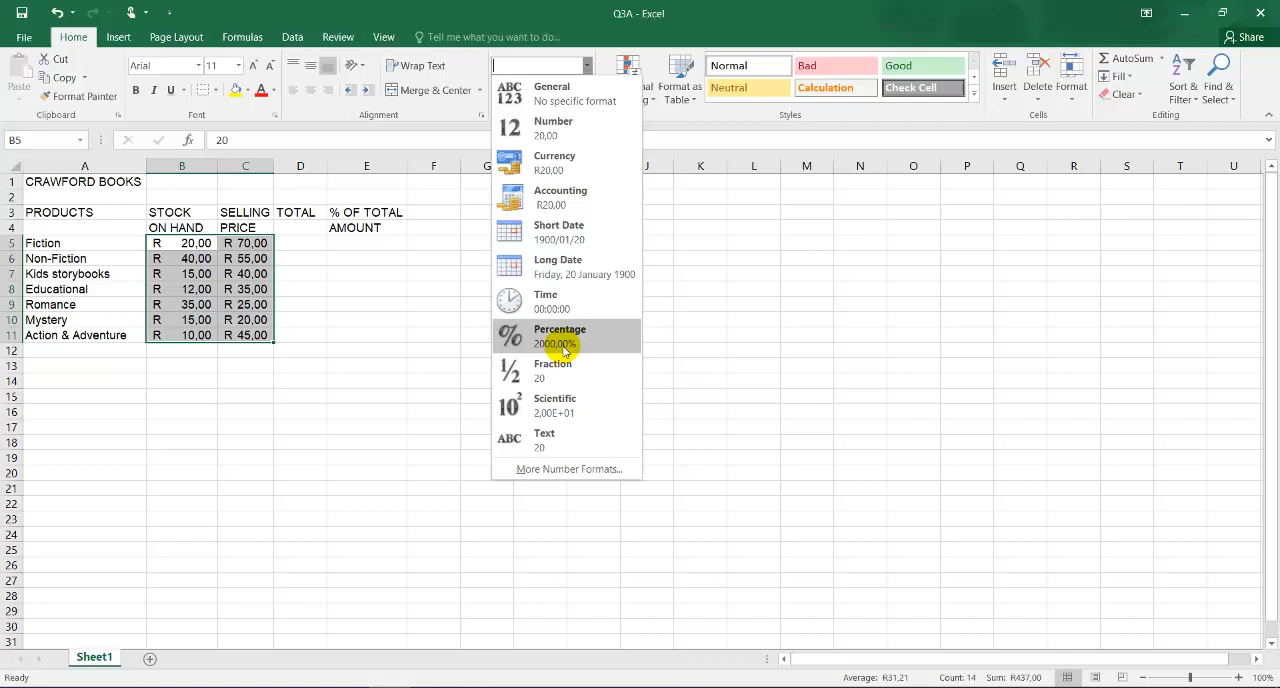 Q3A - Excel
File Home Insert Page Layout Formulas Data Review View Tell me what you want to do... Share
Paste Cut
Copy
Format Painter
Clipboard
Arial 11 A A
B I U A
Font
Wrap Text
Merge & Center
Alignment
Format as
Table
Normal Bad Good
Neutral Calculation Check Cell
Styles
Insert Delete Format
Cells
AutoSum
Fill
Clear
Sort &
Filter
Find &
Select
Editing
B5 fx 20
A B C D E F G J K L M N O P Q R S T U
1 CRAWFORD BOOKS
2
3 PRODUCTS STOCK SELLING TOTAL % OF TOTAL
4 ON HAND PRICE AMOUNT
5 Fiction R 20,00 R 70,00
6 Non-Fiction R 40,00 R 55,00
7 Kids storybooks R 15,00 R 40,00
8 Educational R 12,00 R 35,00
9 Romance R 35,00 R 25,00
10 Mystery R 15,00 R 20,00
11 Action & Adventure R 10,00 R 45,00
12
13
14
15
16
17
18
19
20
21
22
23
24
25
26
27
28
29
30
31
ABC
123
General
No specific format
12 Number
20,00
Currency
R20,00
Accounting
R20,00
Short Date
1900/01/20
Long Date
Friday, 20 January 1900
Time
00:00:00
% Percentage
2000,00%
½ Fraction
20
10² Scientific
2,00E+01
ABC Text
20
More Number Formats...
Sheet1
Ready Average: R31,21 Count: 14 Sum: R437,00 100%